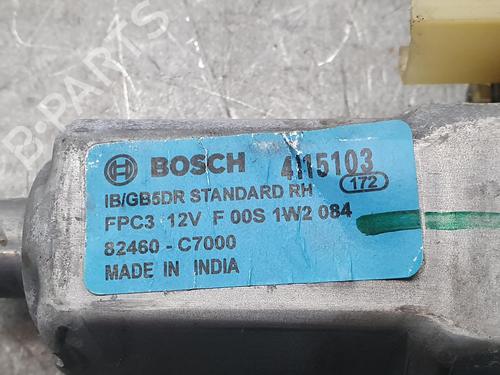 BOSCH 4115103
IB/GB5DR STANDARD RH 172
FPC3 12V F 00S 1W2 084
82460 - C7000
MADE IN INDIA
B-PARTS